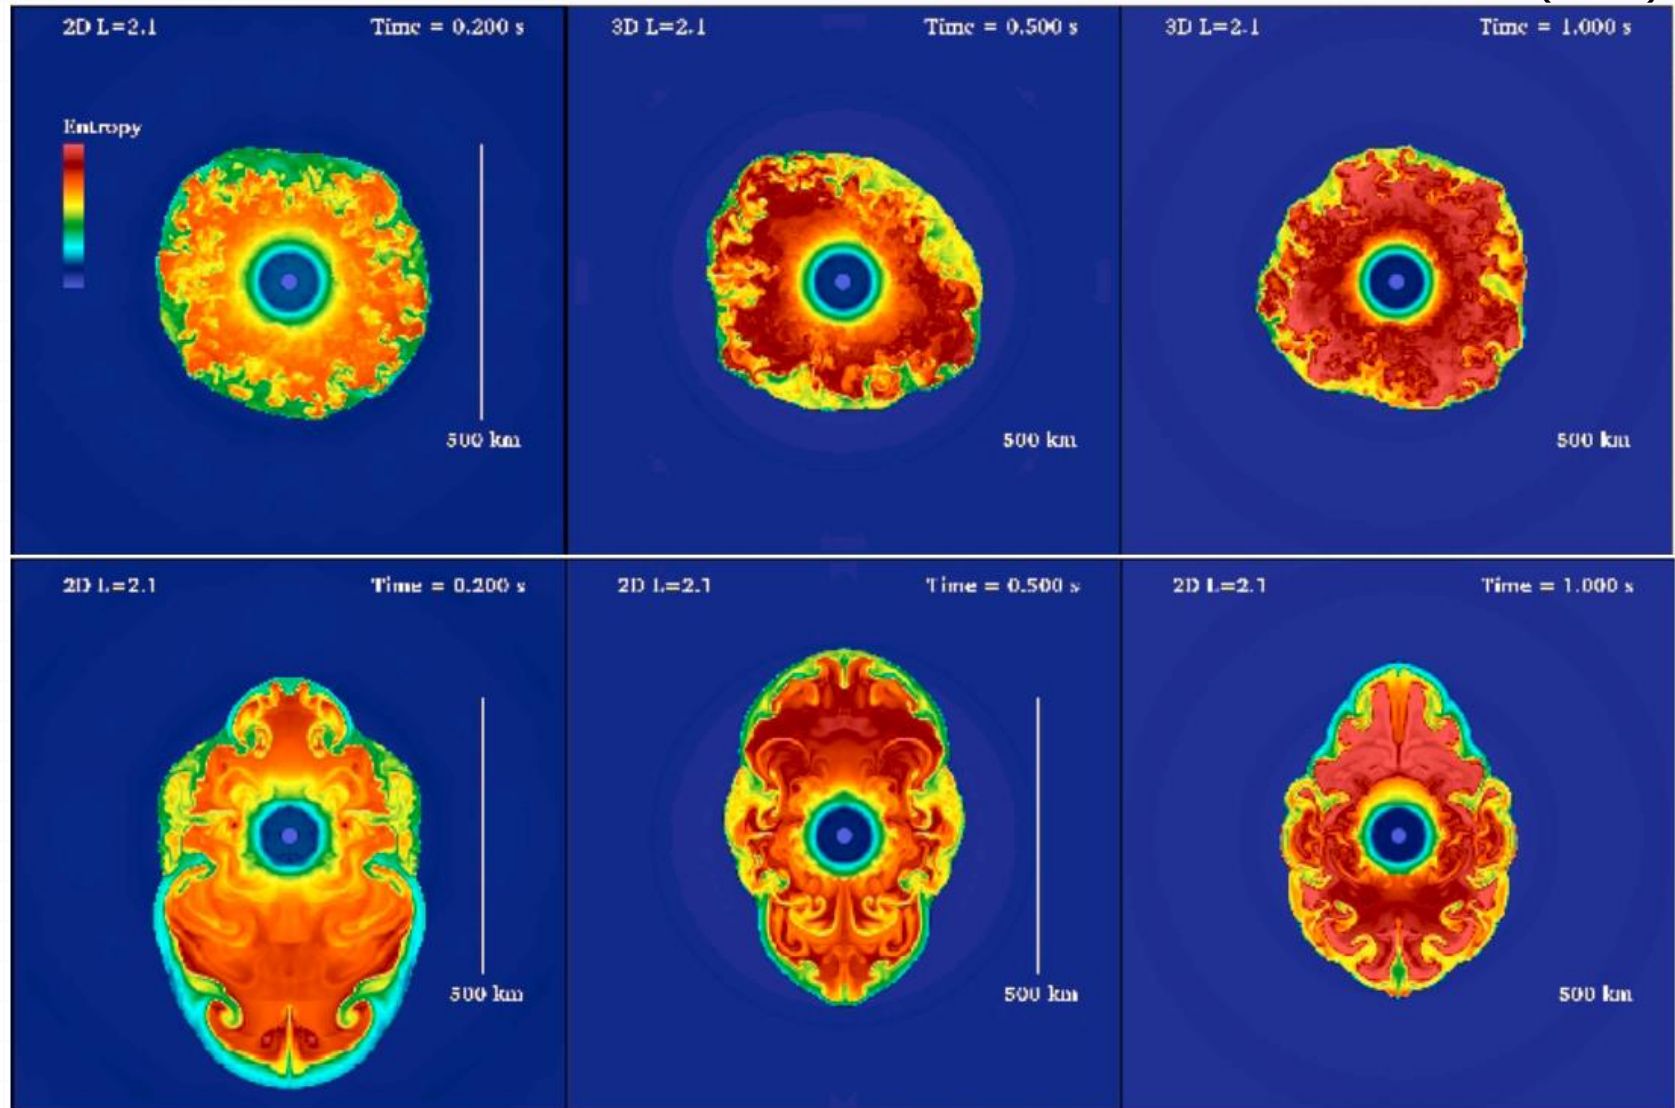 2D L=2.1 Time = 0.200 s
3D L=2.1 Time = 0.500 s
3D L=2.1 Time = 1.000 s
Entropy
500 km
500 km
500 km
2D L=2.1 Time = 0.200 s
2D L=2.1 Time = 0.500 s
2D L=2.1 Time = 1.000 s
500 km
500 km
500 km